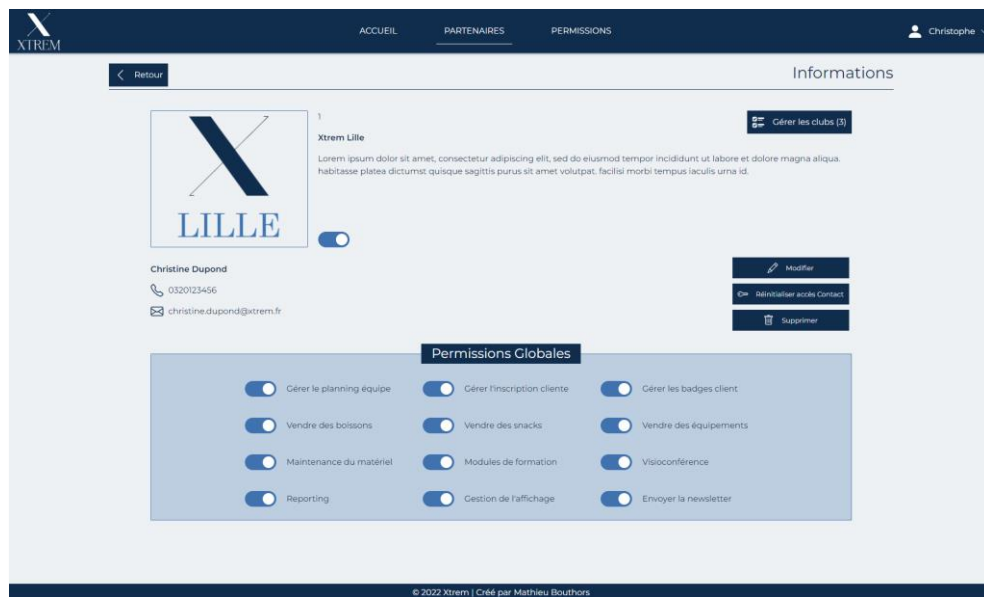 XTREM
ACCUEIL PARTENAIRES PERMISSIONS
Christophe
Retour
Informations
1
Gérer les clubs (3)
Xtrem Lille
Lorem ipsum dolor sit amet, consectetur adipiscing elit, sed do eiusmod tempor incididunt ut labore et dolore magna aliqua.
habitasse platea dictumst quisque sagittis purus sit amet volutpat. facilisi morbi tempus iaculis urna id.
X
LILLE
Christine Dupond
0320123456
christine.dupond@xtrem.fr
Modifier
Réinitialiser accès Contact
Supprimer
Permissions Globales
Gérer le planning équipe Gérer l'inscription cliente Gérer les badges client
Vendre des boissons Vendre des snacks Vendre des équipements
Maintenance du matériel Modules de formation Visioconférence
Reporting Gestion de l'affichage Envoyer la newsletter
© 2022 Xtrem | Créé par Mathieu Bouthors